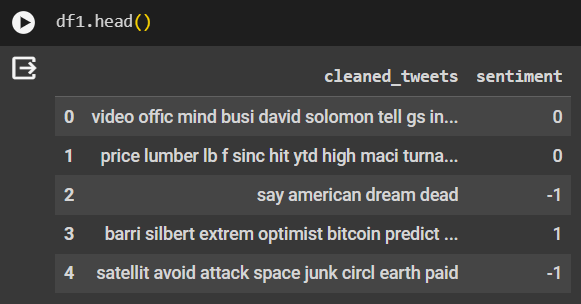 df1.head()
cleaned_tweets sentiment
0 video offic mind busi david solomon tell gs in... 0
1 price lumber lb f sinc hit ytd high maci turna... 0
2 say american dream dead -1
3 barri silbert extrem optimist bitcoin predict ... 1
4 satellit avoid attack space junk circl earth paid -1